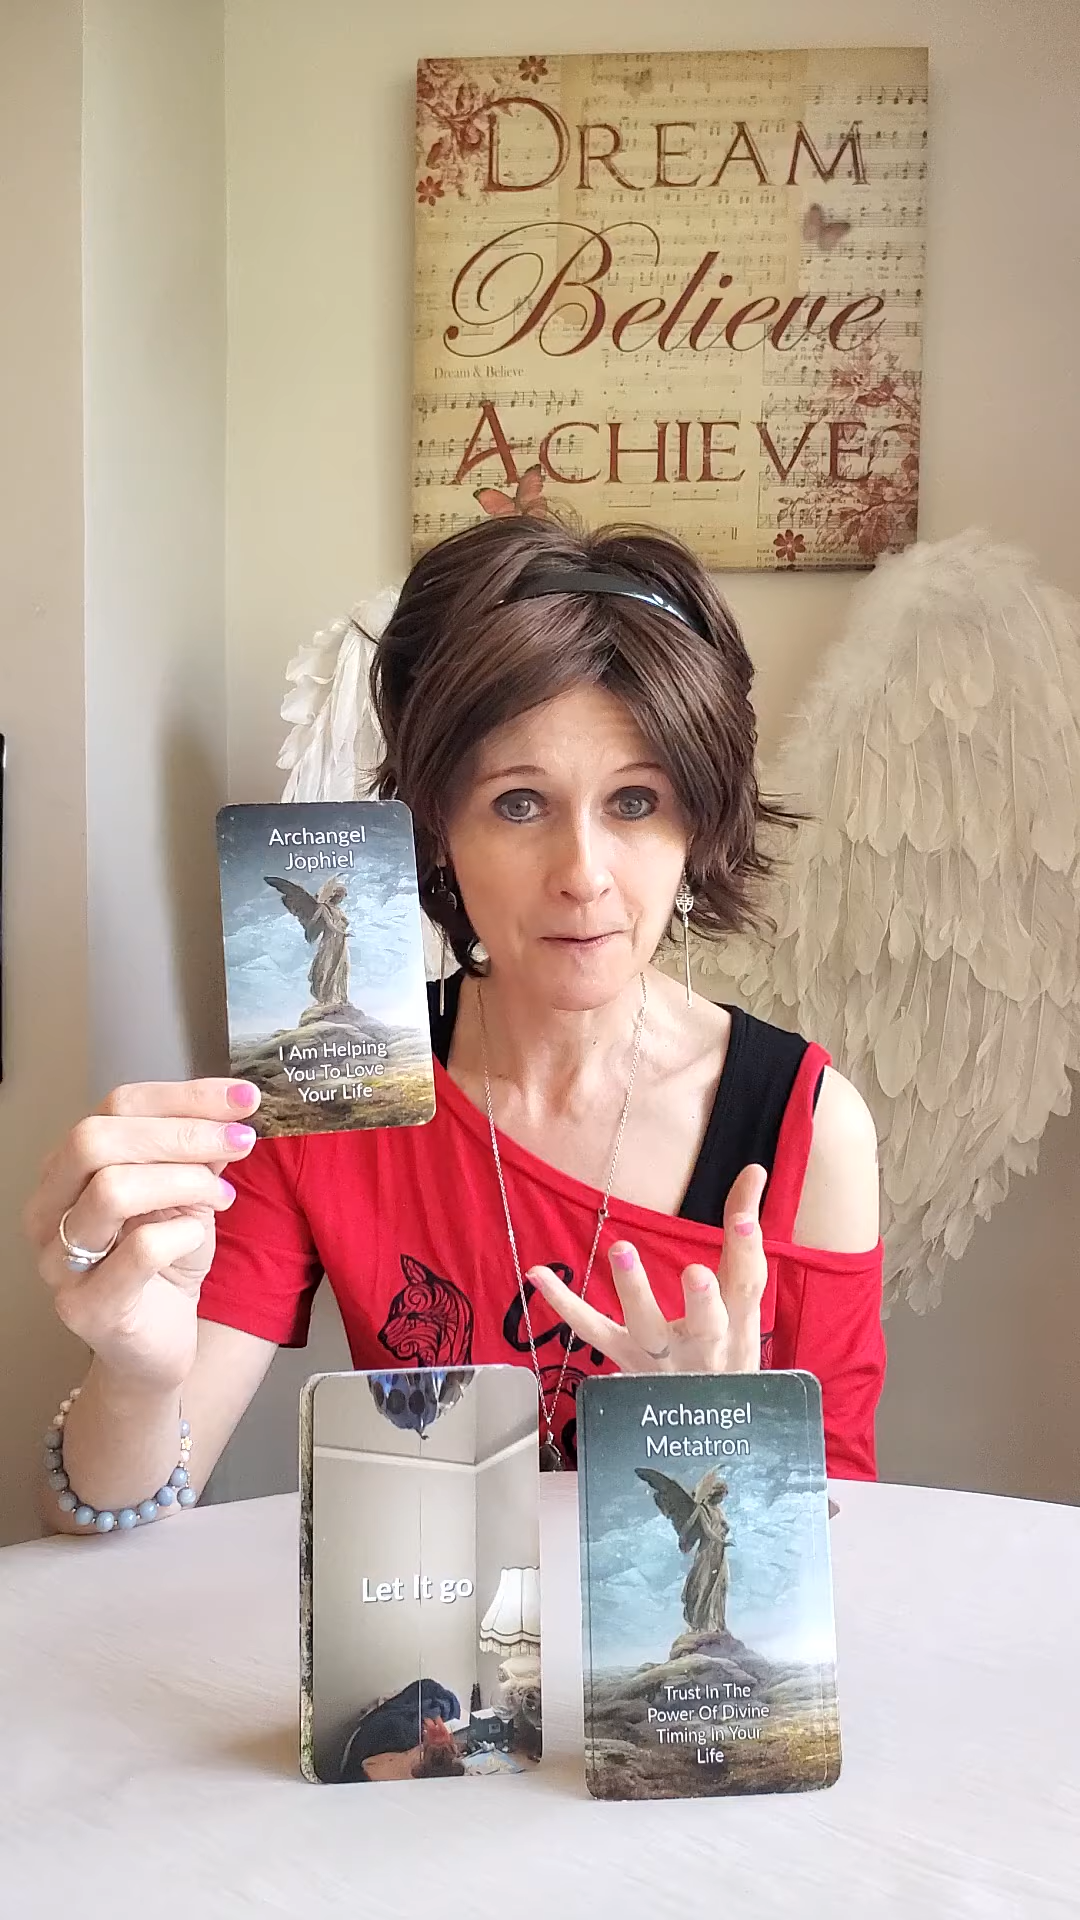 DREAM
Believe
Dream & Believe
ACHIEVE
Archangel
Jophiel
I Am Helping
You To Love
Your Life
Let It go
Archangel
Metatron
Trust In The
Power Of Divine
Timing In Your
Life